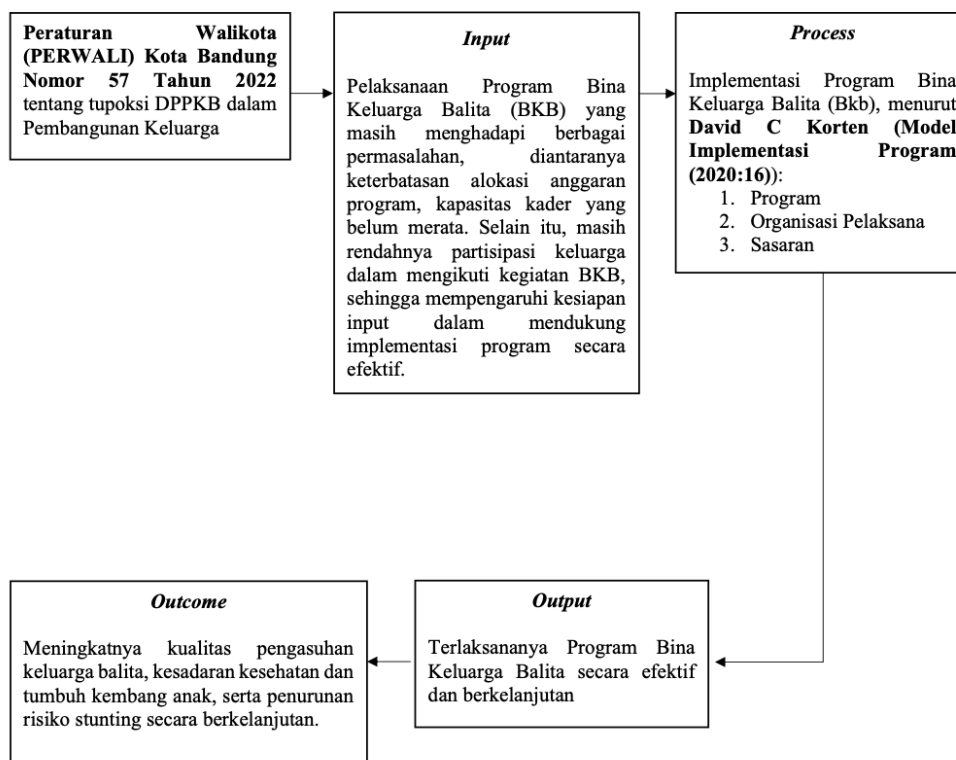 Peraturan Walikota
(PERWALI) Kota Bandung
Nomor 57 Tahun 2022
tentang tupoksi DPPKB dalam
Pembangunan Keluarga
Input
Pelaksanaan Program Bina
Keluarga Balita (BKB) yang
masih menghadapi berbagai
permasalahan, diantaranya
keterbatasan alokasi anggaran
program, kapasitas kader yang
belum merata. Selain itu, masih
rendahnya partisipasi keluarga
dalam mengikuti kegiatan BKB,
sehingga mempengaruhi kesiapan
input dalam mendukung
implementasi program secara
efektif.
Process
Implementasi Program Bina
Keluarga Balita (Bkb), menurut
David C Korten (Model
Implementasi Program
(2020:16)):
1. Program
2. Organisasi Pelaksana
3. Sasaran
Outcome
Meningkatnya kualitas pengasuhan
keluarga balita, kesadaran kesehatan dan
tumbuh kembang anak, serta penurunan
risiko stunting secara berkelanjutan.
Output
Terlaksananya Program Bina
Keluarga Balita secara efektif
dan berkelanjutan